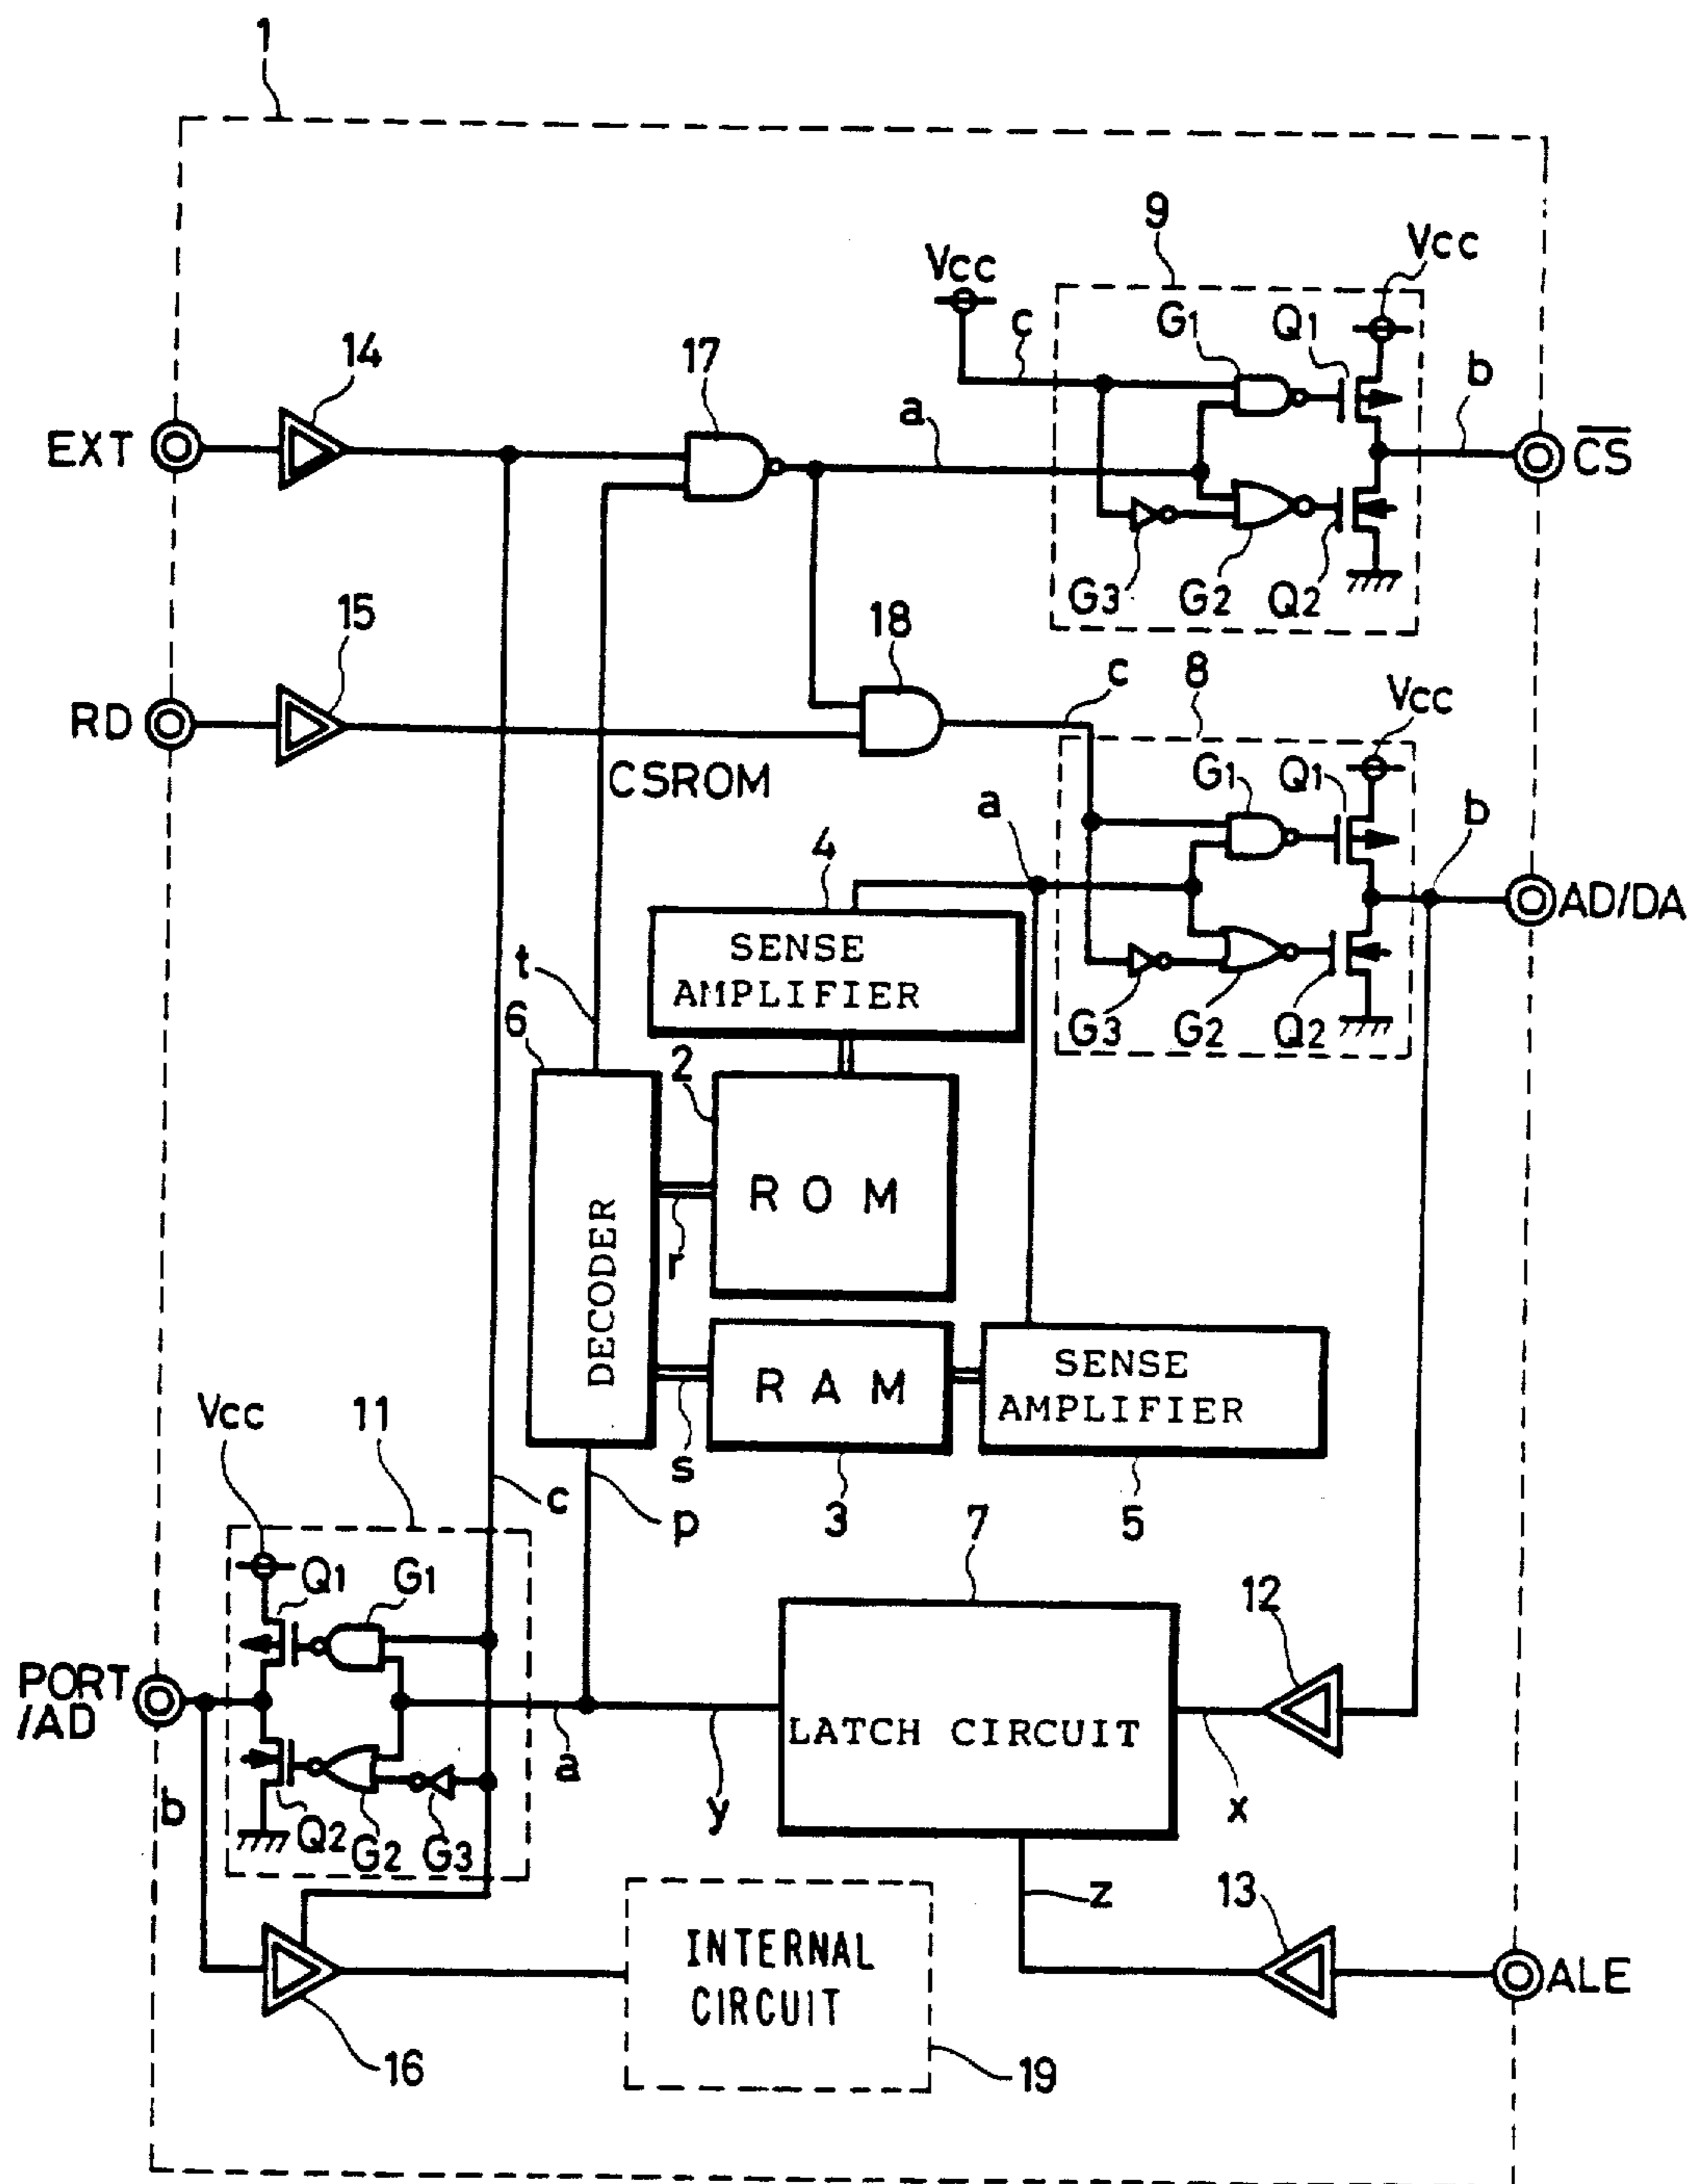 1
9
Vcc
Vcc
G1
Q1
c
b
14
17
a
EXT
CS
G3
G2
Q2
15
18
8
c
Vcc
RD
CSROM
G1
Q1
a
b
4
AD/DA
SENSE
AMPLIFIER
t
6
G3
G2
Q2
2
ROM
DECODER
r
RAM
SENSE
AMPLIFIER
Vcc
11
s
c
p
3
7
5
Q1
G1
12
PORT
/AD
LATCH CIRCUIT
a
y
x
b
Q2
G2
G3
z
13
INTERNAL
CIRCUIT
ALE
16
19